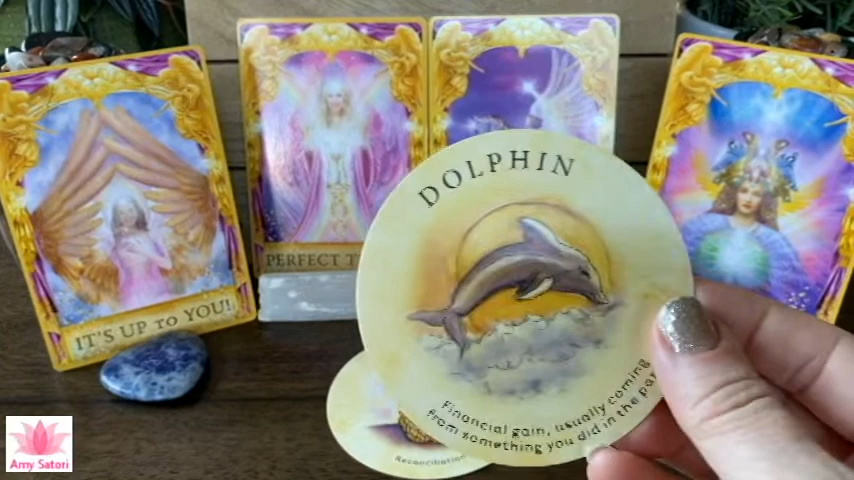 IT'S UP TO YOU!
PERFECT
DOLPHIN
Financial gain, usually coming
from something you did in the
Reconciliation
Amy Satori